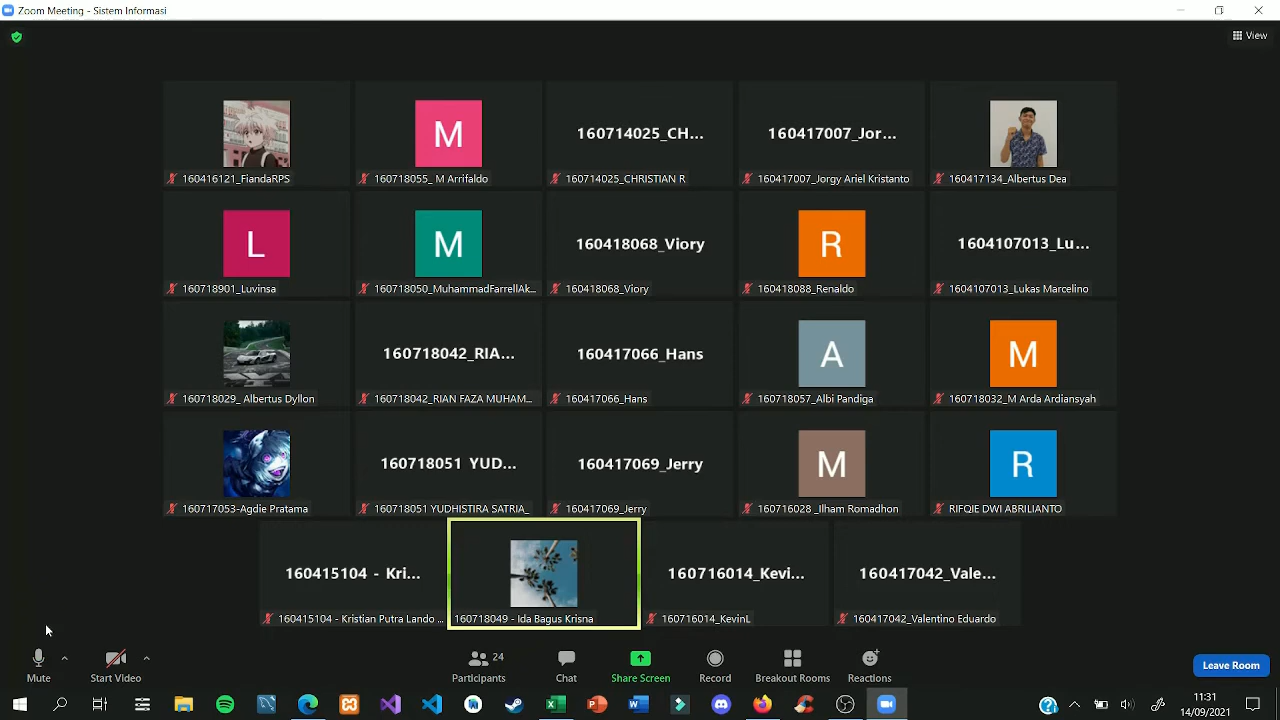 Zoom Meeting - Sistem Informasi
View
160416121_FiandaRPS
M
160718055_ M Arrifaldo
160714025_CH...
160714025_CHRISTIAN R
160417007_Jor...
160417007_Jorgy Ariel Kristanto
160417134_Albertus Dea
L
160718901_Luvinsa
M
160718050_MuhammadFarrellAk...
160418068_Viory
160418068_Viory
R
160418088_Renaldo
1604107013_Lu...
1604107013_Lukas Marcelino
160718029_ Albertus Dyllon
160718042_RIA...
160718042_RIAN FAZA MUHAM...
160417066_Hans
160417066_Hans
A
160718057_Albi Pandiga
M
160718032_M Arda Ardiansyah
160717053-Agdie Pratama
160718051 YUD...
160718051 YUDHISTIRA SATRIA_
160417069_Jerry
160417069_Jerry
M
160716028 _Ilham Romadhon
R
RIFQIE DWI ABRILIANTO
160415104 - Kri...
160415104 - Kristian Putra Lando ...
160718049 - Ida Bagus Krisna
160716014_Kevi...
160716014_KevinL
160417042_Vale...
160417042_Valentino Eduardo
Mute
Start Video
24
Participants
Chat
Share Screen
Record
Breakout Rooms
Reactions
Leave Room
11:31
14/09/2021